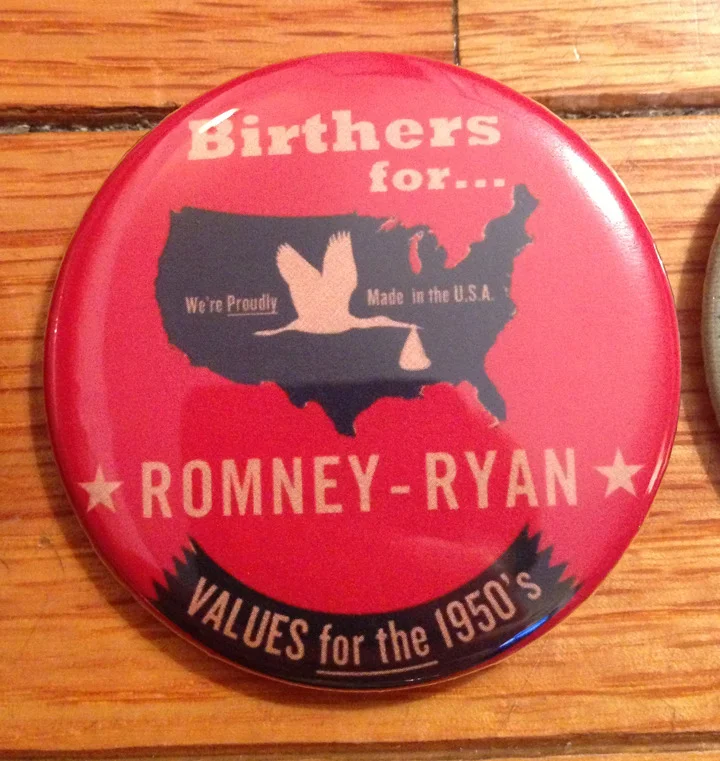 Birthers
for...
We're Proudly Made in the U.S.A.
ROMNEY-RYAN
VALUES for the 1950's